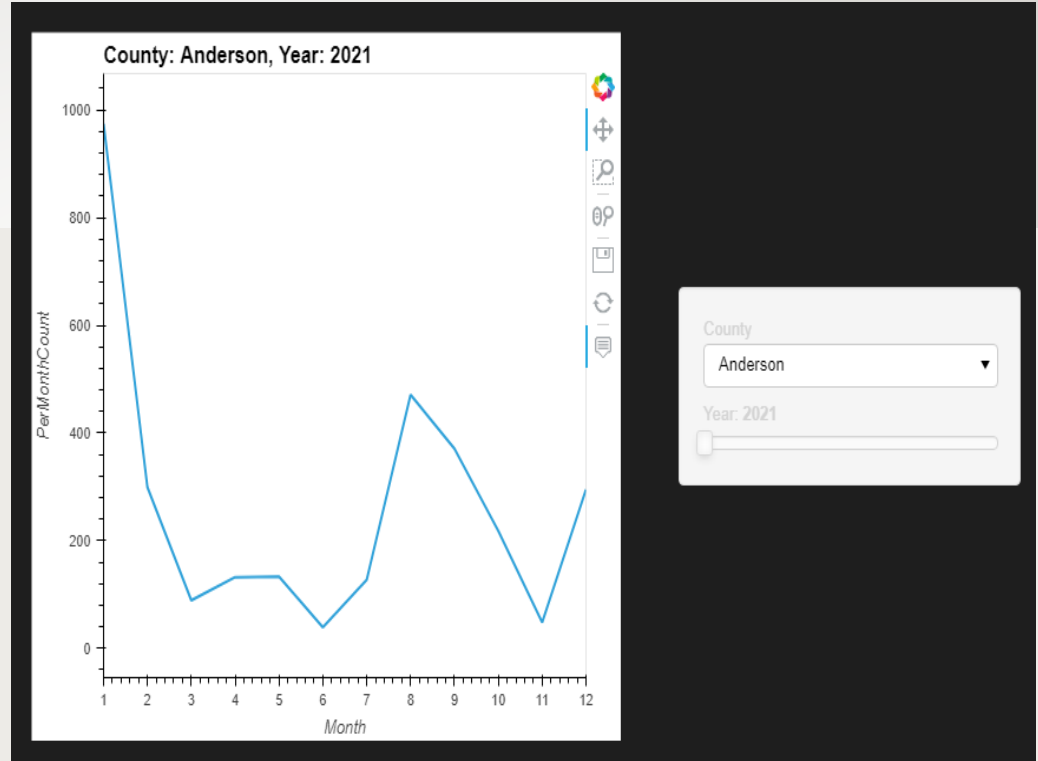 County: Anderson, Year: 2021
1000
800
600
400
200
0
PerMonthCount
1 2 3 4 5 6 7 8 9 10 11 12
Month
County
Anderson
Year: 2021